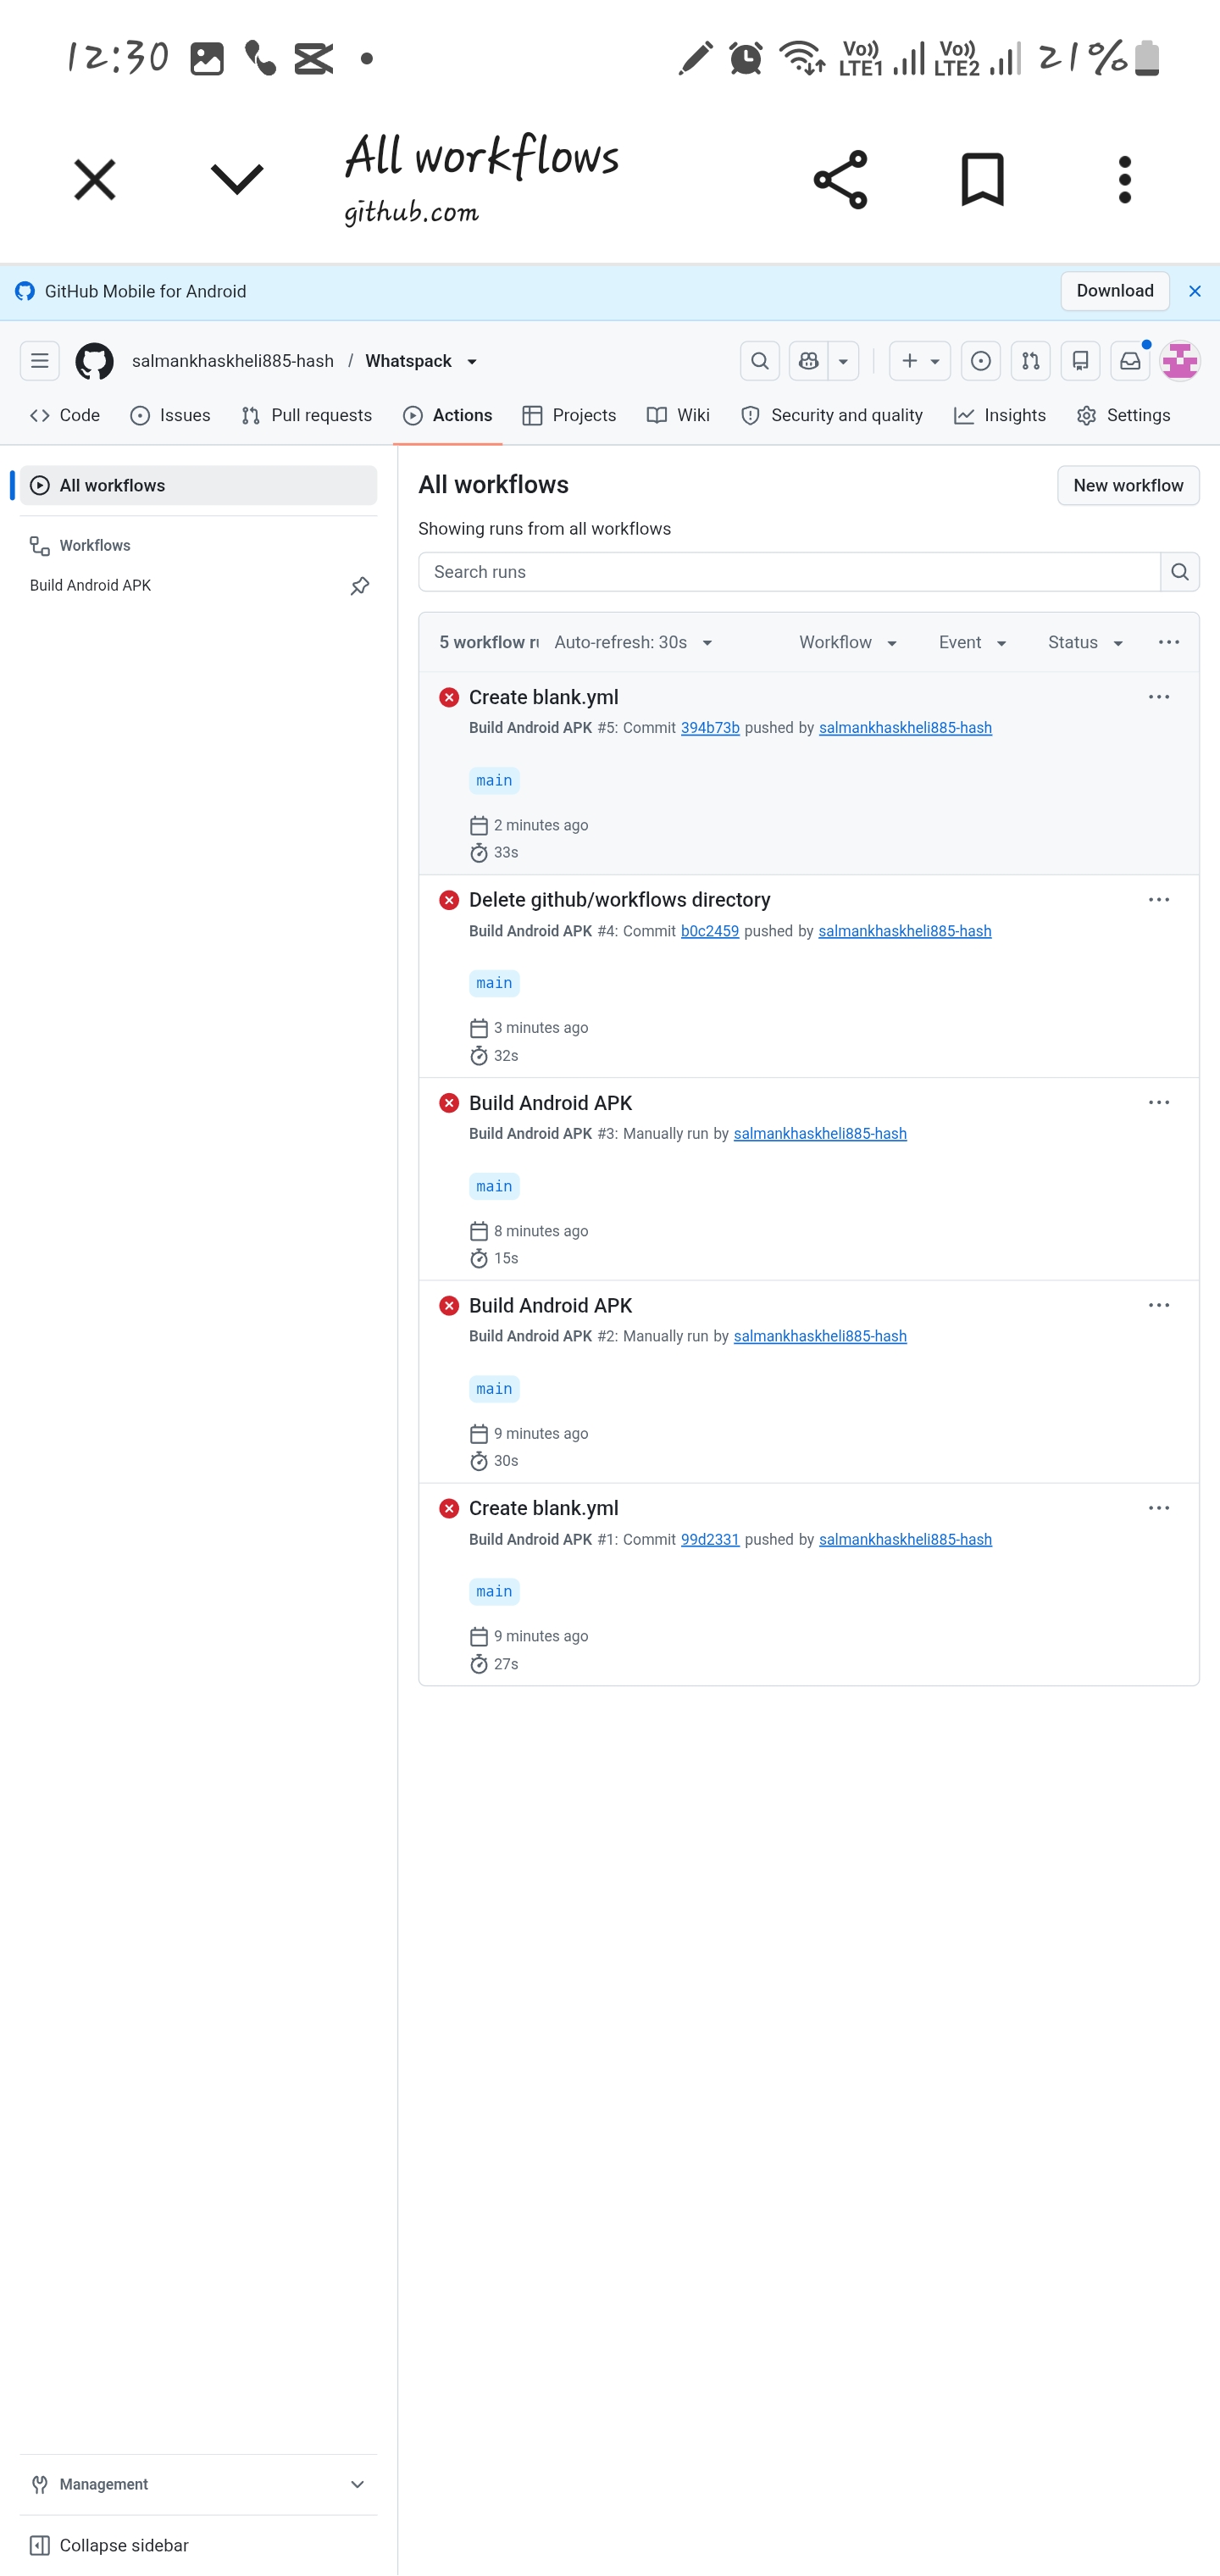 12:30
Vo)) LTE1 Vo)) LTE2 21%
All workflows
github.com
GitHub Mobile for Android
Download
salmankhaskheli885-hash / Whatspack
Code Issues Pull requests Actions Projects Wiki Security and quality Insights Settings
All workflows
Workflows
Build Android APK
All workflows
New workflow
Showing runs from all workflows
Search runs
5 workflow ru Auto-refresh: 30s Workflow Event Status
Create blank.yml
Build Android APK #5: Commit 394b73b pushed by salmankhaskheli885-hash
main
2 minutes ago
33s
Delete github/workflows directory
Build Android APK #4: Commit b0c2459 pushed by salmankhaskheli885-hash
main
3 minutes ago
32s
Build Android APK
Build Android APK #3: Manually run by salmankhaskheli885-hash
main
8 minutes ago
15s
Build Android APK
Build Android APK #2: Manually run by salmankhaskheli885-hash
main
9 minutes ago
30s
Create blank.yml
Build Android APK #1: Commit 99d2331 pushed by salmankhaskheli885-hash
main
9 minutes ago
27s
Management
Collapse sidebar